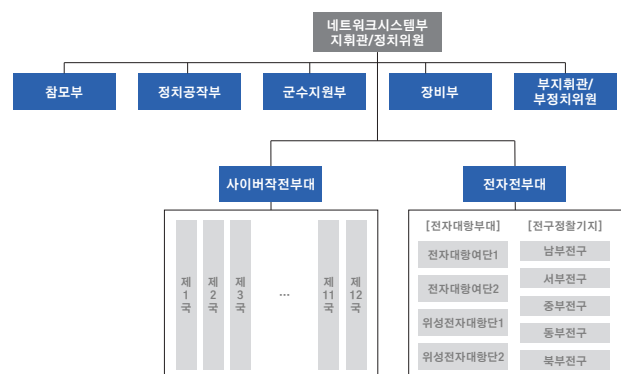 네트워크시스템부
지휘관/정치위원
참모부
정치공작부
군수지원부
장비부
부지휘관/
부정치위원
사이버작전부대
전자전부대
제1국
제2국
제3국
…
제11국
제12국
[전자대항부대]
전자대항여단1
전자대항여단2
위성전자대항단1
위성전자대항단2
[전구정찰기지]
남부전구
서부전구
중부전구
동부전구
북부전구